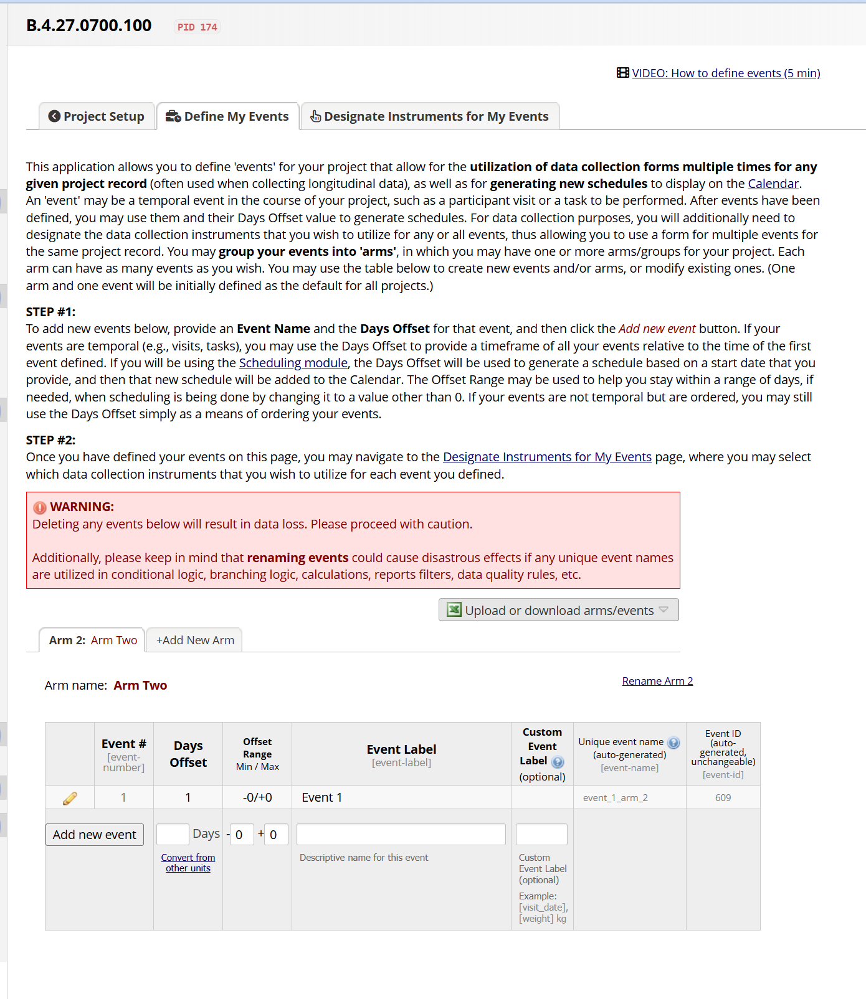 B.4.27.0700.100 PID 174
VIDEO: How to define events (5 min)
Project Setup Define My Events Designate Instruments for My Events
This application allows you to define 'events' for your project that allow for the utilization of data collection forms multiple times for any
given project record (often used when collecting longitudinal data), as well as for generating new schedules to display on the Calendar.
An 'event' may be a temporal event in the course of your project, such as a participant visit or a task to be performed. After events have been
defined, you may use them and their Days Offset value to generate schedules. For data collection purposes, you will additionally need to
designate the data collection instruments that you wish to utilize for any or all events, thus allowing you to use a form for multiple events for
the same project record. You may group your events into 'arms', in which you may have one or more arms/groups for your project. Each
arm can have as many events as you wish. You may use the table below to create new events and/or arms, or modify existing ones. (One
arm and one event will be initially defined as the default for all projects.)
STEP #1:
To add new events below, provide an Event Name and the Days Offset for that event, and then click the Add new event button. If your
events are temporal (e.g., visits, tasks), you may use the Days Offset to provide a timeframe of all your events relative to the time of the first
event defined. If you will be using the Scheduling module, the Days Offset will be used to generate a schedule based on a start date that you
provide, and then that new schedule will be added to the Calendar. The Offset Range may be used to help you stay within a range of days, if
needed, when scheduling is being done by changing it to a value other than 0. If your events are not temporal but are ordered, you may still
use the Days Offset simply as a means of ordering your events.
STEP #2:
Once you have defined your events on this page, you may navigate to the Designate Instruments for My Events page, where you may select
which data collection instruments that you wish to utilize for each event you defined.
WARNING:
Deleting any events below will result in data loss. Please proceed with caution.
Additionally, please keep in mind that renaming events could cause disastrous effects if any unique event names
are utilized in conditional logic, branching logic, calculations, reports filters, data quality rules, etc.
Upload or download arms/events
Arm 2: Arm Two +Add New Arm
Arm name: Arm Two
Rename Arm 2
Event #
[event-
number]
Days
Offset
Offset
Range
Min / Max
Event Label
[event-label]
Custom
Event
Label
(optional)
Unique event name
(auto-generated)
[event-name]
Event ID
(auto-
generated,
unchangeable)
[event-id]
1 1 -0/+0 Event 1 event_1_arm_2 609
Add new event Days - 0 + 0
Convert from
other units
Descriptive name for this event
Custom
Event Label
(optional)
Example:
[visit_date],
[weight] kg